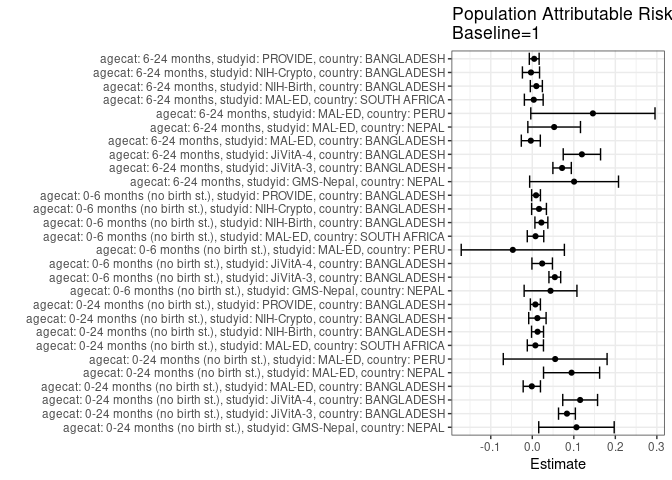 Population Attributable Risk
Baseline=1
agecat: 6-24 months, studyid: PROVIDE, country: BANGLADESH
agecat: 6-24 months, studyid: NIH-Crypto, country: BANGLADESH
agecat: 6-24 months, studyid: NIH-Birth, country: BANGLADESH
agecat: 6-24 months, studyid: MAL-ED, country: SOUTH AFRICA
agecat: 6-24 months, studyid: MAL-ED, country: PERU
agecat: 6-24 months, studyid: MAL-ED, country: NEPAL
agecat: 6-24 months, studyid: MAL-ED, country: BANGLADESH
agecat: 6-24 months, studyid: JiVitA-4, country: BANGLADESH
agecat: 6-24 months, studyid: JiVitA-3, country: BANGLADESH
agecat: 6-24 months, studyid: GMS-Nepal, country: NEPAL
agecat: 0-6 months (no birth st.), studyid: PROVIDE, country: BANGLADESH
agecat: 0-6 months (no birth st.), studyid: NIH-Crypto, country: BANGLADESH
agecat: 0-6 months (no birth st.), studyid: NIH-Birth, country: BANGLADESH
agecat: 0-6 months (no birth st.), studyid: MAL-ED, country: SOUTH AFRICA
agecat: 0-6 months (no birth st.), studyid: MAL-ED, country: PERU
agecat: 0-6 months (no birth st.), studyid: JiVitA-4, country: BANGLADESH
agecat: 0-6 months (no birth st.), studyid: JiVitA-3, country: BANGLADESH
agecat: 0-6 months (no birth st.), studyid: GMS-Nepal, country: NEPAL
agecat: 0-24 months (no birth st.), studyid: PROVIDE, country: BANGLADESH
agecat: 0-24 months (no birth st.), studyid: NIH-Crypto, country: BANGLADESH
agecat: 0-24 months (no birth st.), studyid: NIH-Birth, country: BANGLADESH
agecat: 0-24 months (no birth st.), studyid: MAL-ED, country: SOUTH AFRICA
agecat: 0-24 months (no birth st.), studyid: MAL-ED, country: PERU
agecat: 0-24 months (no birth st.), studyid: MAL-ED, country: NEPAL
agecat: 0-24 months (no birth st.), studyid: MAL-ED, country: BANGLADESH
agecat: 0-24 months (no birth st.), studyid: JiVitA-4, country: BANGLADESH
agecat: 0-24 months (no birth st.), studyid: JiVitA-3, country: BANGLADESH
agecat: 0-24 months (no birth st.), studyid: GMS-Nepal, country: NEPAL
-0.1 0.0 0.1 0.2 0.3
Estimate